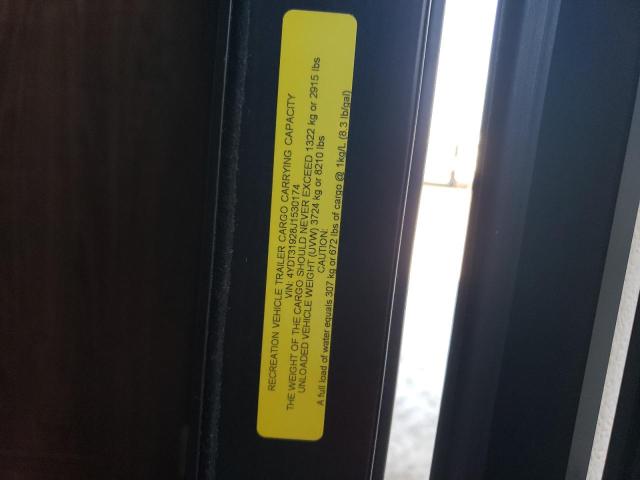 RECREATION VEHICLE TRAILER CARGO CARRYING CAPACITY
VIN: 4YDT31928J1530174
THE WEIGHT OF THE CARGO SHOULD NEVER EXCEED 1322 kg or 2915 lbs
UNLOADED VEHICLE WEIGHT (UVW) 3724 kg or 8210 lbs
CAUTION:
A full load of water equals 307 kg or 672 lbs of cargo @ 1kg/L (8.3 lb/gal)